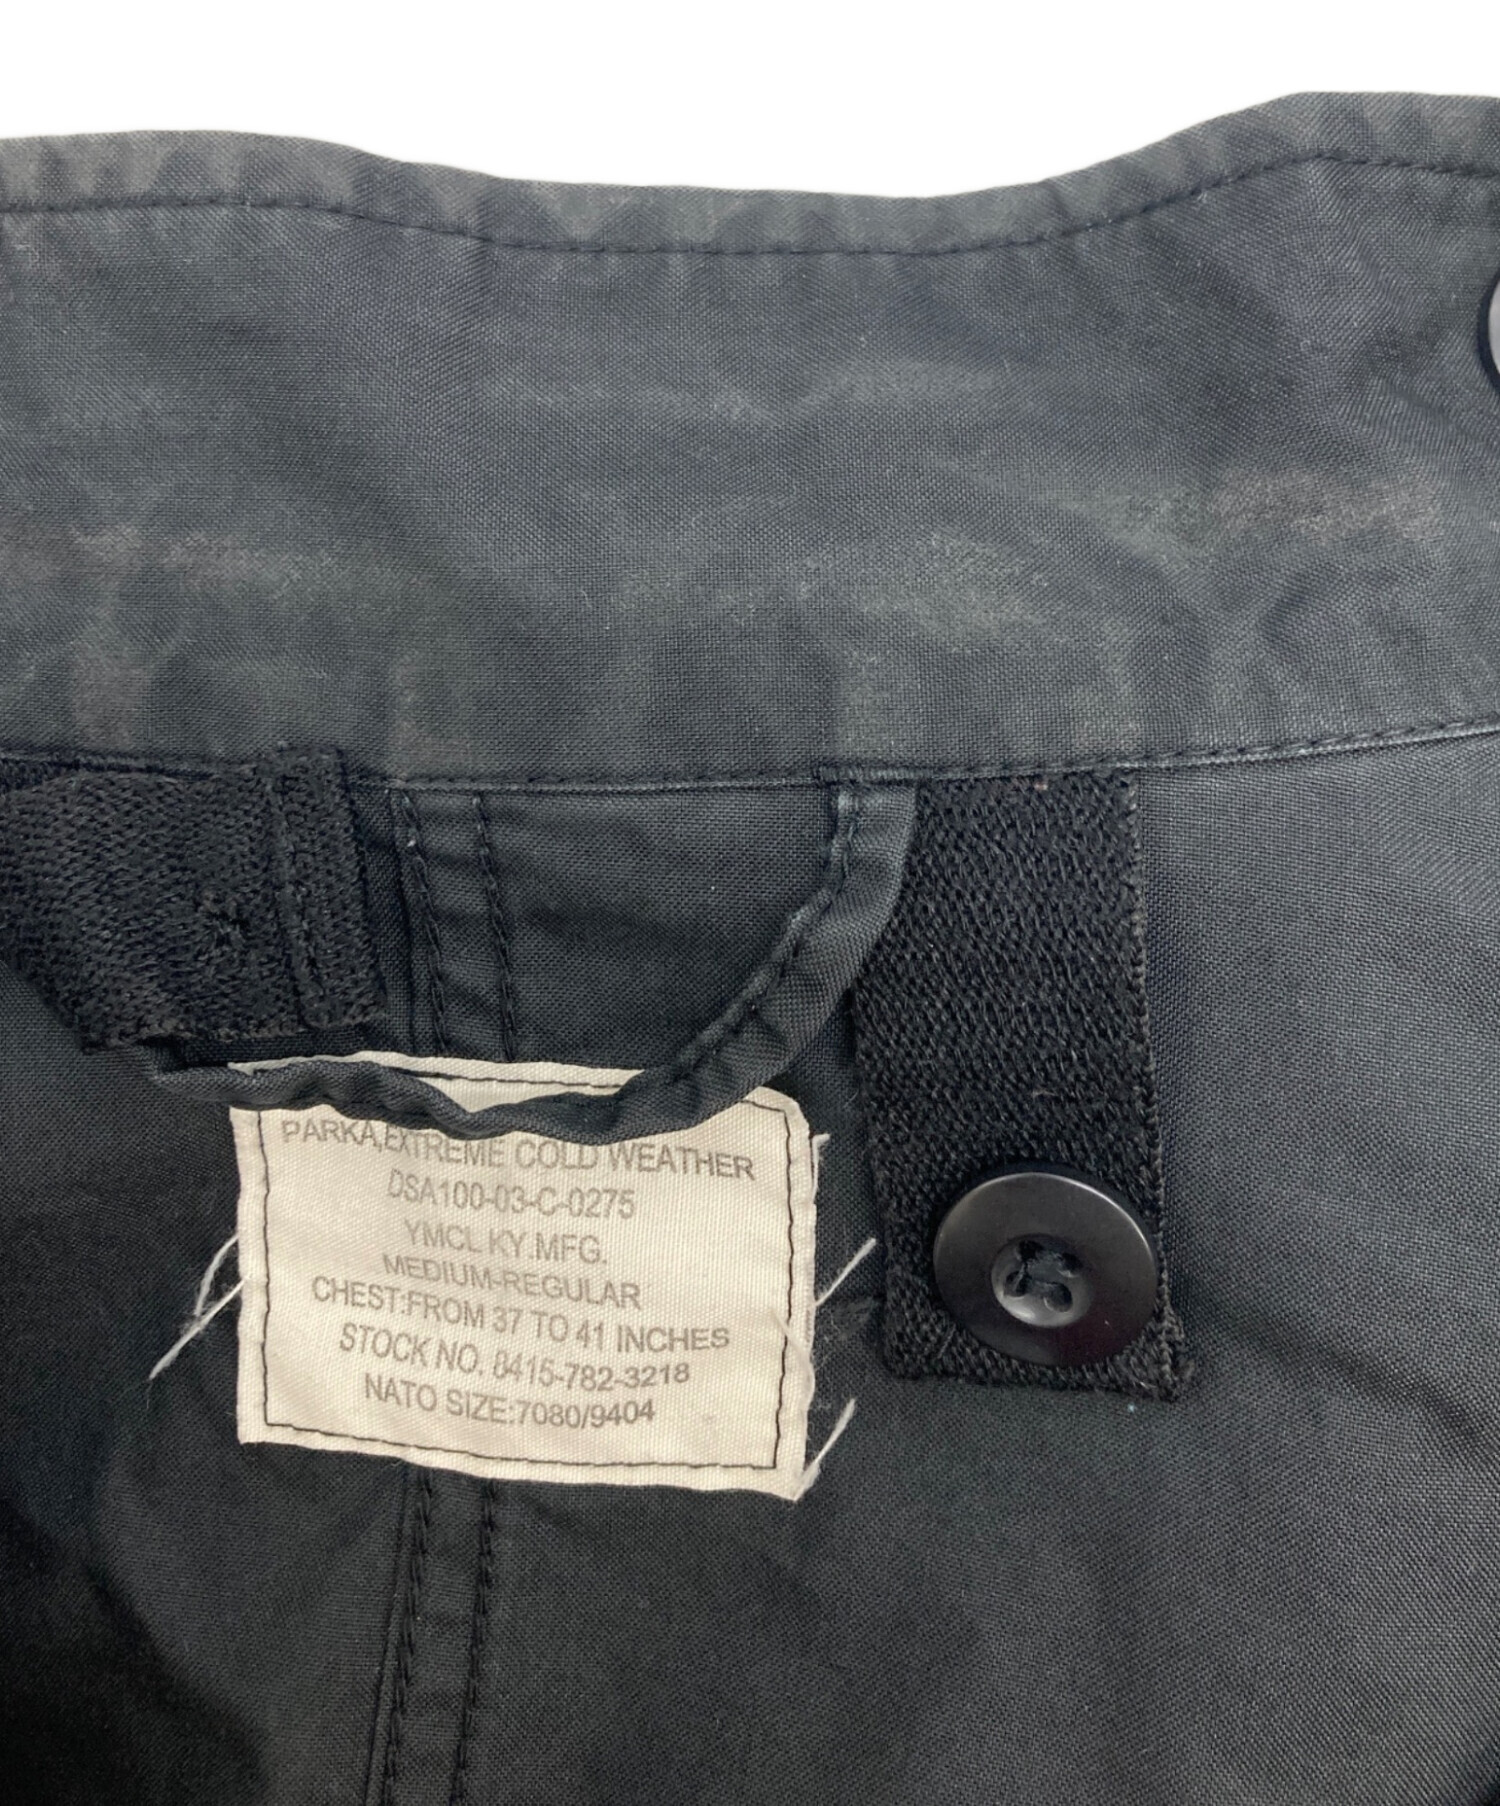 PARKA,EXTREME COLD WEATHER
DSA100-03-C-0275
YMCL KY.MFG.
MEDIUM-REGULAR
CHEST:FROM 37 TO 41 INCHES
STOCK NO. 8415-782-3218
NATO SIZE:7080/9404